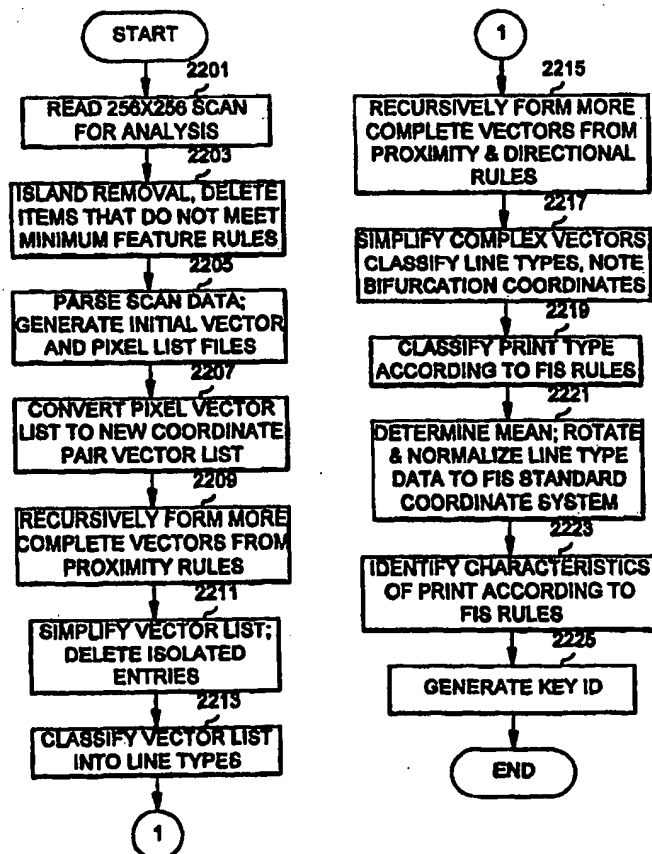 START
2201
READ 256X256 SCAN
FOR ANALYSIS
2203
ISLAND REMOVAL, DELETE
ITEMS THAT DO NOT MEET
MINIMUM FEATURE RULES
2205
PARSE SCAN DATA;
GENERATE INITIAL VECTOR
AND PIXEL LIST FILES
2207
CONVERT PIXEL VECTOR
LIST TO NEW COORDINATE
PAIR VECTOR LIST
2209
RECURSIVELY FORM MORE
COMPLETE VECTORS FROM
PROXIMITY RULES
2211
SIMPLIFY VECTOR LIST;
DELETE ISOLATED
ENTRIES
2213
CLASSIFY VECTOR LIST
INTO LINE TYPES
1
1
2215
RECURSIVELY FORM MORE
COMPLETE VECTORS FROM
PROXIMITY & DIRECTIONAL
RULES
2217
SIMPLIFY COMPLEX VECTORS
CLASSIFY LINE TYPES, NOTE
BIFURCATION COORDINATES
2219
CLASSIFY PRINT TYPE
ACCORDING TO FIS RULES
2221
DETERMINE MEAN; ROTATE
& NORMALIZE LINE TYPE
DATA TO FIS STANDARD
COORDINATE SYSTEM
2223
IDENTIFY CHARACTERISTICS
OF PRINT ACCORDING TO
FIS RULES
2225
GENERATE KEY ID
END